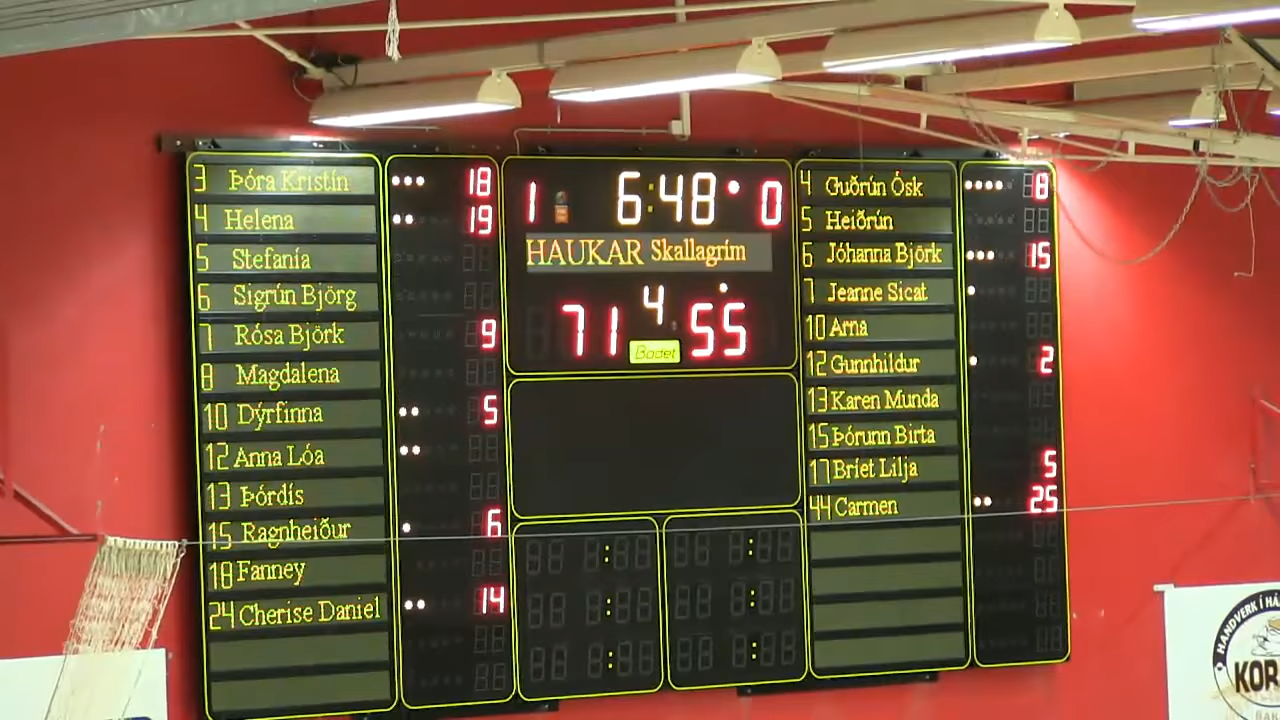 3 Þóra Kristín ••• 18
4 Helena •• 19
5 Stefanía
6 Sigrún Björg
7 Rósa Björk 9
8 Magdalena
10 Dýrfinna •• 5
12 Anna Lóa ••
13 Þórdís
15 Ragnheiður • 6
18 Fanney
24 Cherise Daniel •• 14
1 6:48 0
HAUKAR Skallagrím
4
71 55
Bodet
4 Guðrún Ósk •••• 8
5 Heiðrún
6 Jóhanna Björk ••• 15
7 Jeanne Sicat •
10 Arna
12 Gunnhildur • 2
13 Karen Munda
15 Þórunn Birta
17 Bríet Lilja 5
44 Carmen •• 25
HANDVERK Í HÁ
KOR